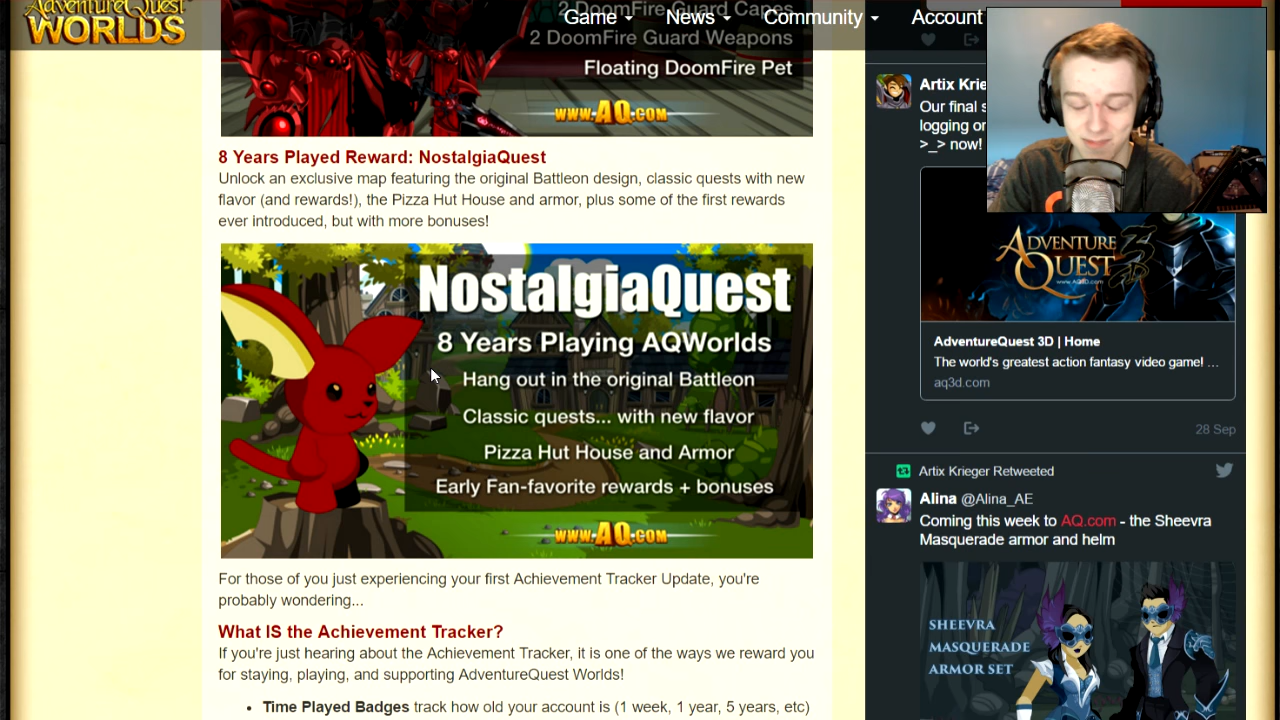 AdventureQuest
WORLDS
Game
News
Community
Account
2 DoomFire Guard Capes
2 DoomFire Guard Weapons
Floating DoomFire Pet
WWW.AQ.COM
8 Years Played Reward: NostalgiaQuest
Unlock an exclusive map featuring the original Battleon design, classic quests with new
flavor (and rewards!), the Pizza Hut House and armor, plus some of the first rewards
ever introduced, but with more bonuses!
NostalgiaQuest
8 Years Playing AQWorlds
Hang out in the original Battleon
Classic quests... with new flavor
Pizza Hut House and Armor
Early Fan-favorite rewards + bonuses
WWW.AQ.COM
For those of you just experiencing your first Achievement Tracker Update, you're
probably wondering...
What IS the Achievement Tracker?
If you're just hearing about the Achievement Tracker, it is one of the ways we reward you
for staying, playing, and supporting AdventureQuest Worlds!
• Time Played Badges track how old your account is (1 week, 1 year, 5 years, etc)
Artix Krie
Our final s
logging or
>_> now!
ADVENTURE
QUEST 3D
www.AQ3D.com
AdventureQuest 3D | Home
The world's greatest action fantasy video game! ...
aq3d.com
28 Sep
Artix Krieger Retweeted
Alina @Alina_AE
Coming this week to AQ.com - the Sheevra
Masquerade armor and helm
SHEEVRA
MASQUERADE
ARMOR SET